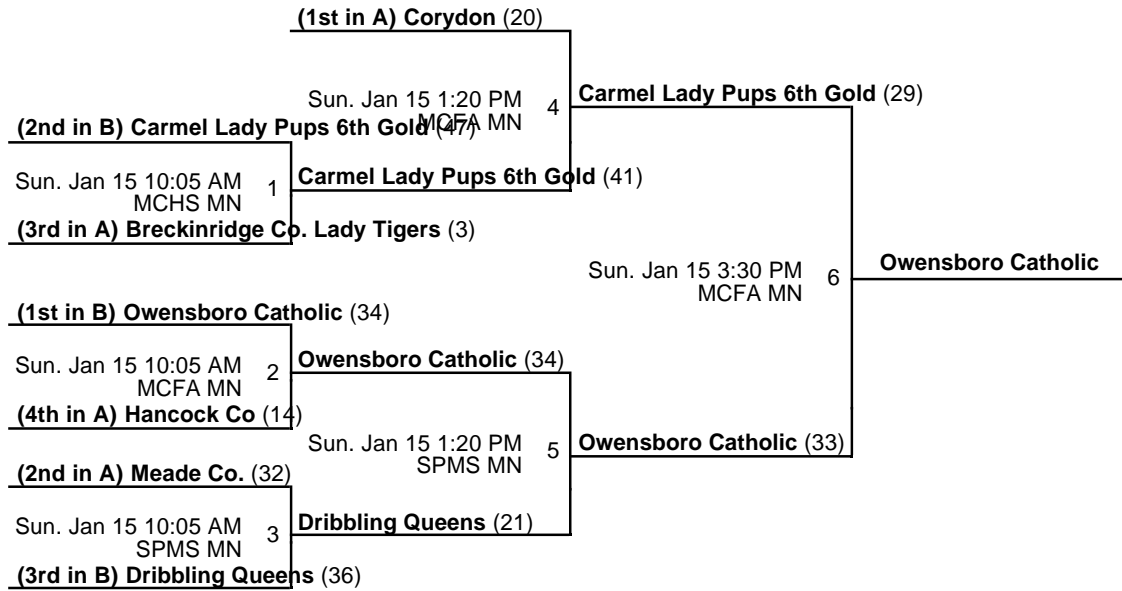 (1st in A) Corydon (20)
Sun. Jan 15 1:20 PM
MCFA MN
4
Carmel Lady Pups 6th Gold (29)
(2nd in B) Carmel Lady Pups 6th Gold (47)
Sun. Jan 15 10:05 AM
MCHS MN
1
Carmel Lady Pups 6th Gold (41)
(3rd in A) Breckinridge Co. Lady Tigers (3)
Sun. Jan 15 3:30 PM
MCFA MN
6
Owensboro Catholic
(1st in B) Owensboro Catholic (34)
Sun. Jan 15 10:05 AM
MCFA MN
2
Owensboro Catholic (34)
(4th in A) Hancock Co (14)
Sun. Jan 15 1:20 PM
SPMS MN
5
Owensboro Catholic (33)
(2nd in A) Meade Co. (32)
Sun. Jan 15 10:05 AM
SPMS MN
3
Dribbling Queens (21)
(3rd in B) Dribbling Queens (36)